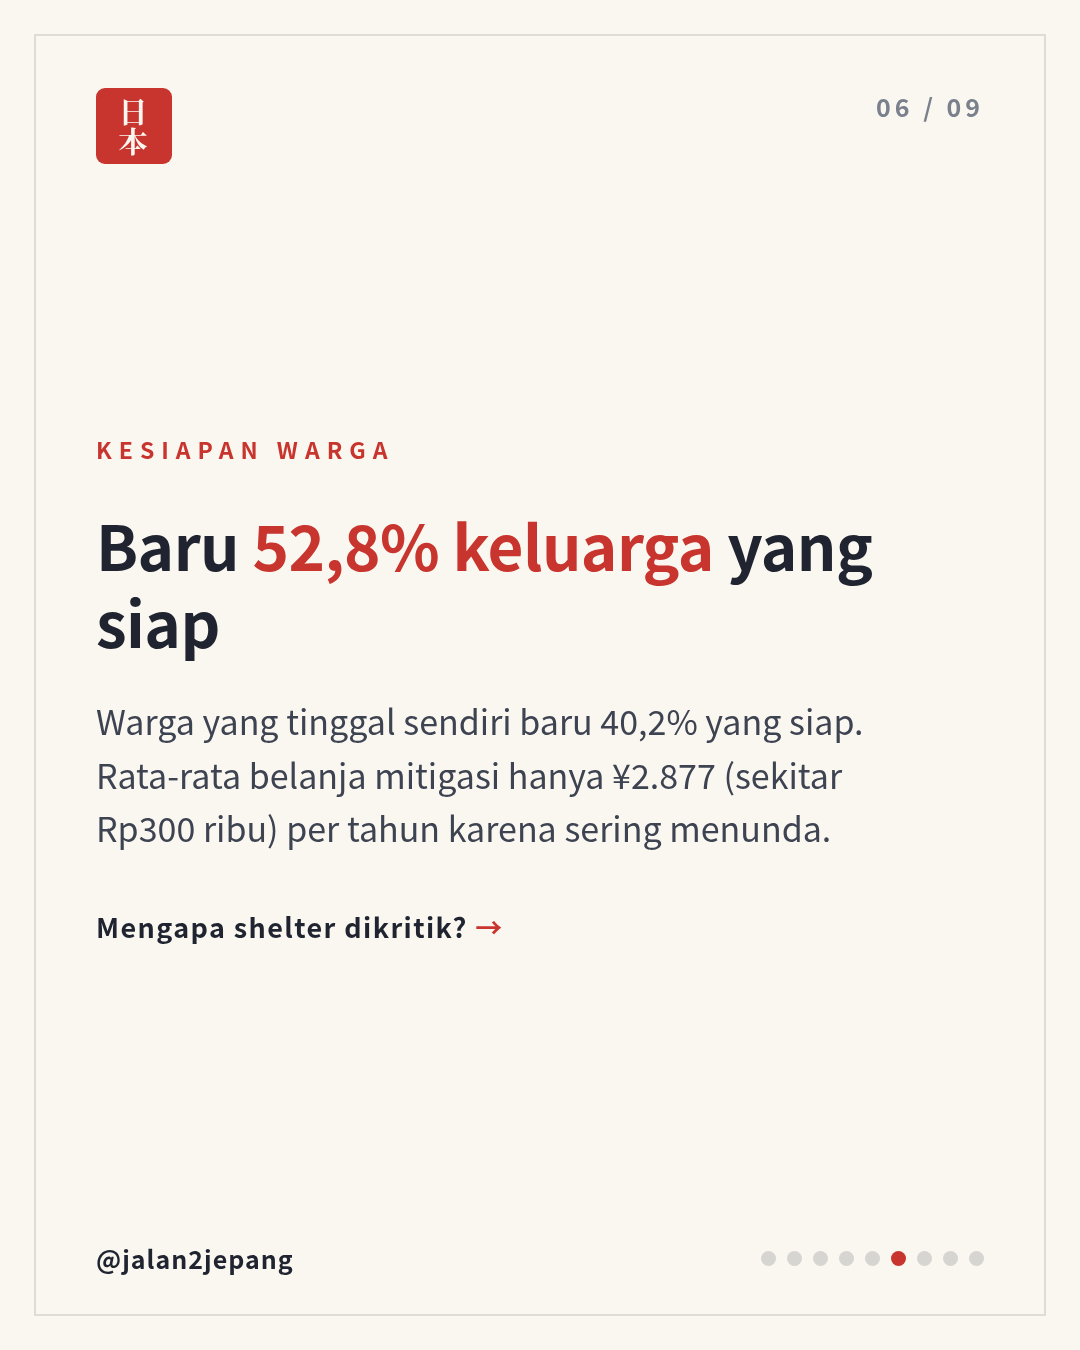 日本
06 / 09
KESIAPAN WARGA
Baru 52,8% keluarga yang
siap
Warga yang tinggal sendiri baru 40,2% yang siap.
Rata-rata belanja mitigasi hanya ¥2.877 (sekitar
Rp300 ribu) per tahun karena sering menunda.
Mengapa shelter dikritik? →
@jalan2jepang